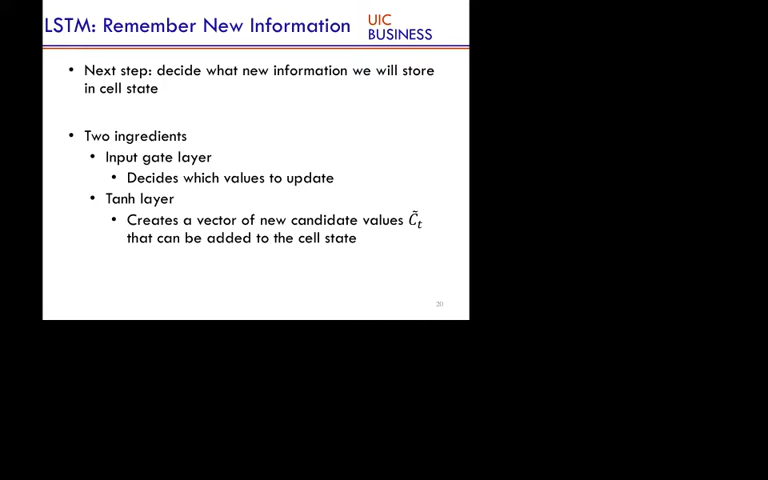 LSTM: Remember New Information
UIC
BUSINESS
• Next step: decide what new information we will store
in cell state
• Two ingredients
• Input gate layer
• Decides which values to update
• Tanh layer
• Creates a vector of new candidate values C̃ₜ
that can be added to the cell state
20